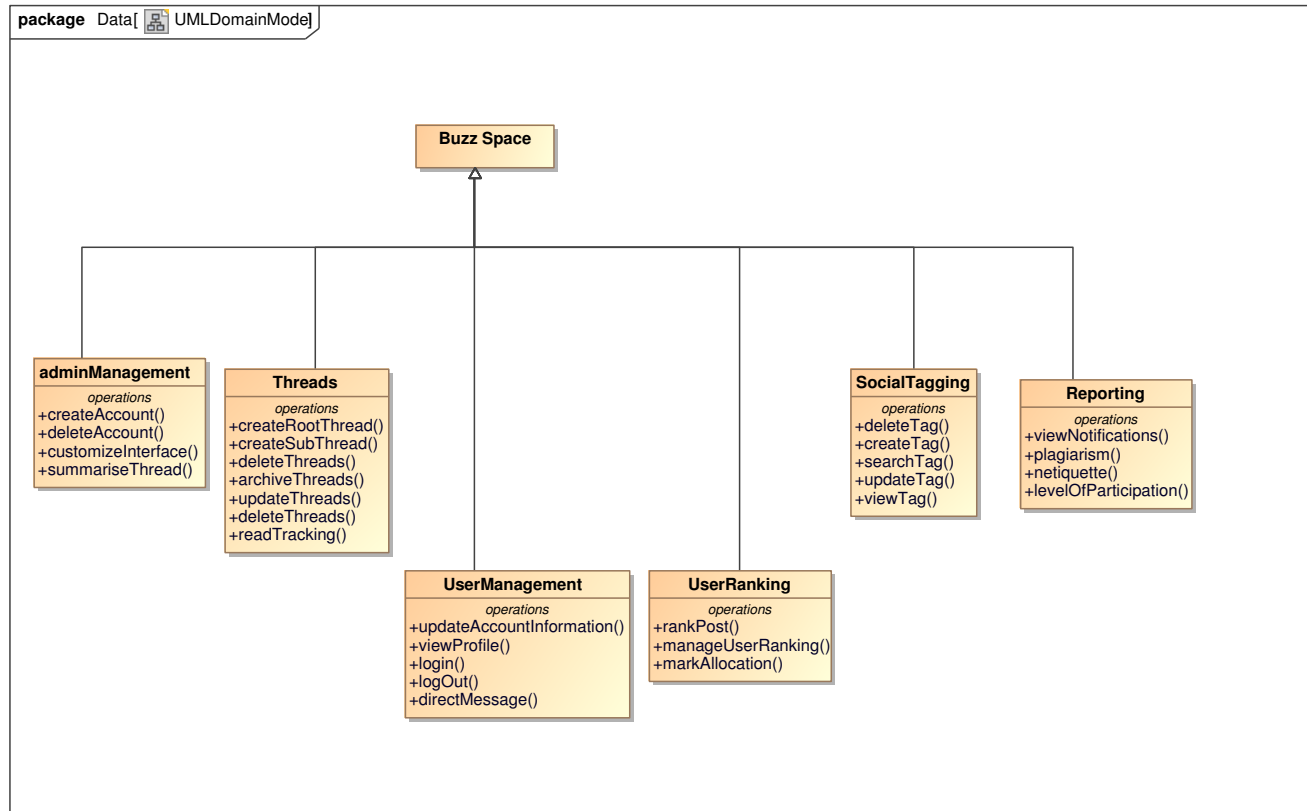 package Data[ UMLDomainMode]
Buzz Space
adminManagement
operations
+createAccount()
+deleteAccount()
+customizeInterface()
+summariseThread()
Threads
operations
+createRootThread()
+createSubThread()
+deleteThreads()
+archiveThreads()
+updateThreads()
+deleteThreads()
+readTracking()
UserManagement
operations
+updateAccountInformation()
+viewProfile()
+login()
+logOut()
+directMessage()
UserRanking
operations
+rankPost()
+manageUserRanking()
+markAllocation()
SocialTagging
operations
+deleteTag()
+createTag()
+searchTag()
+updateTag()
+viewTag()
Reporting
operations
+viewNotifications()
+plagiarism()
+netiquette()
+levelOfParticipation()